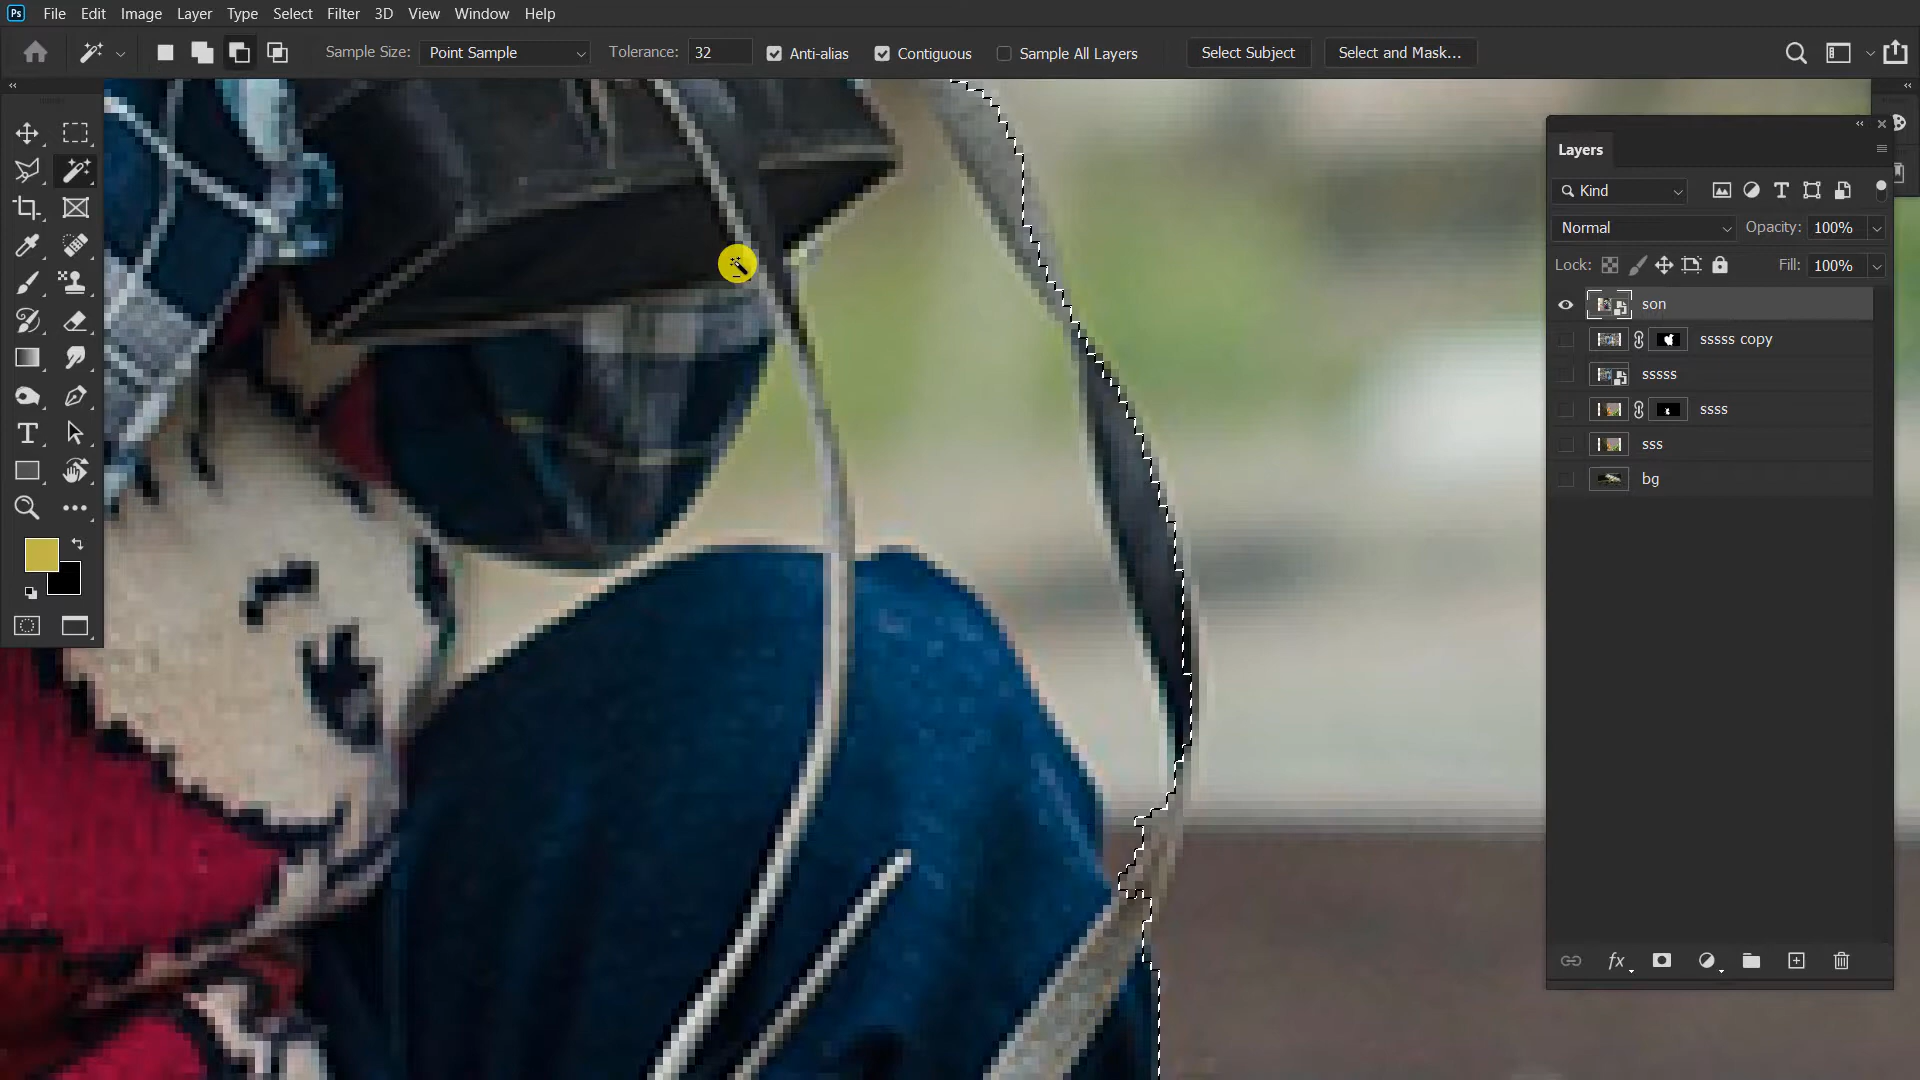 Ps File Edit Image Layer Type Select Filter 3D View Window Help
Sample Size: Point Sample Tolerance: 32 Anti-alias Contiguous Sample All Layers Select Subject Select and Mask...
Layers
Kind
Normal Opacity: 100%
Lock: Fill: 100%
son
sssss copy
sssss
ssss
sss
bg
fx